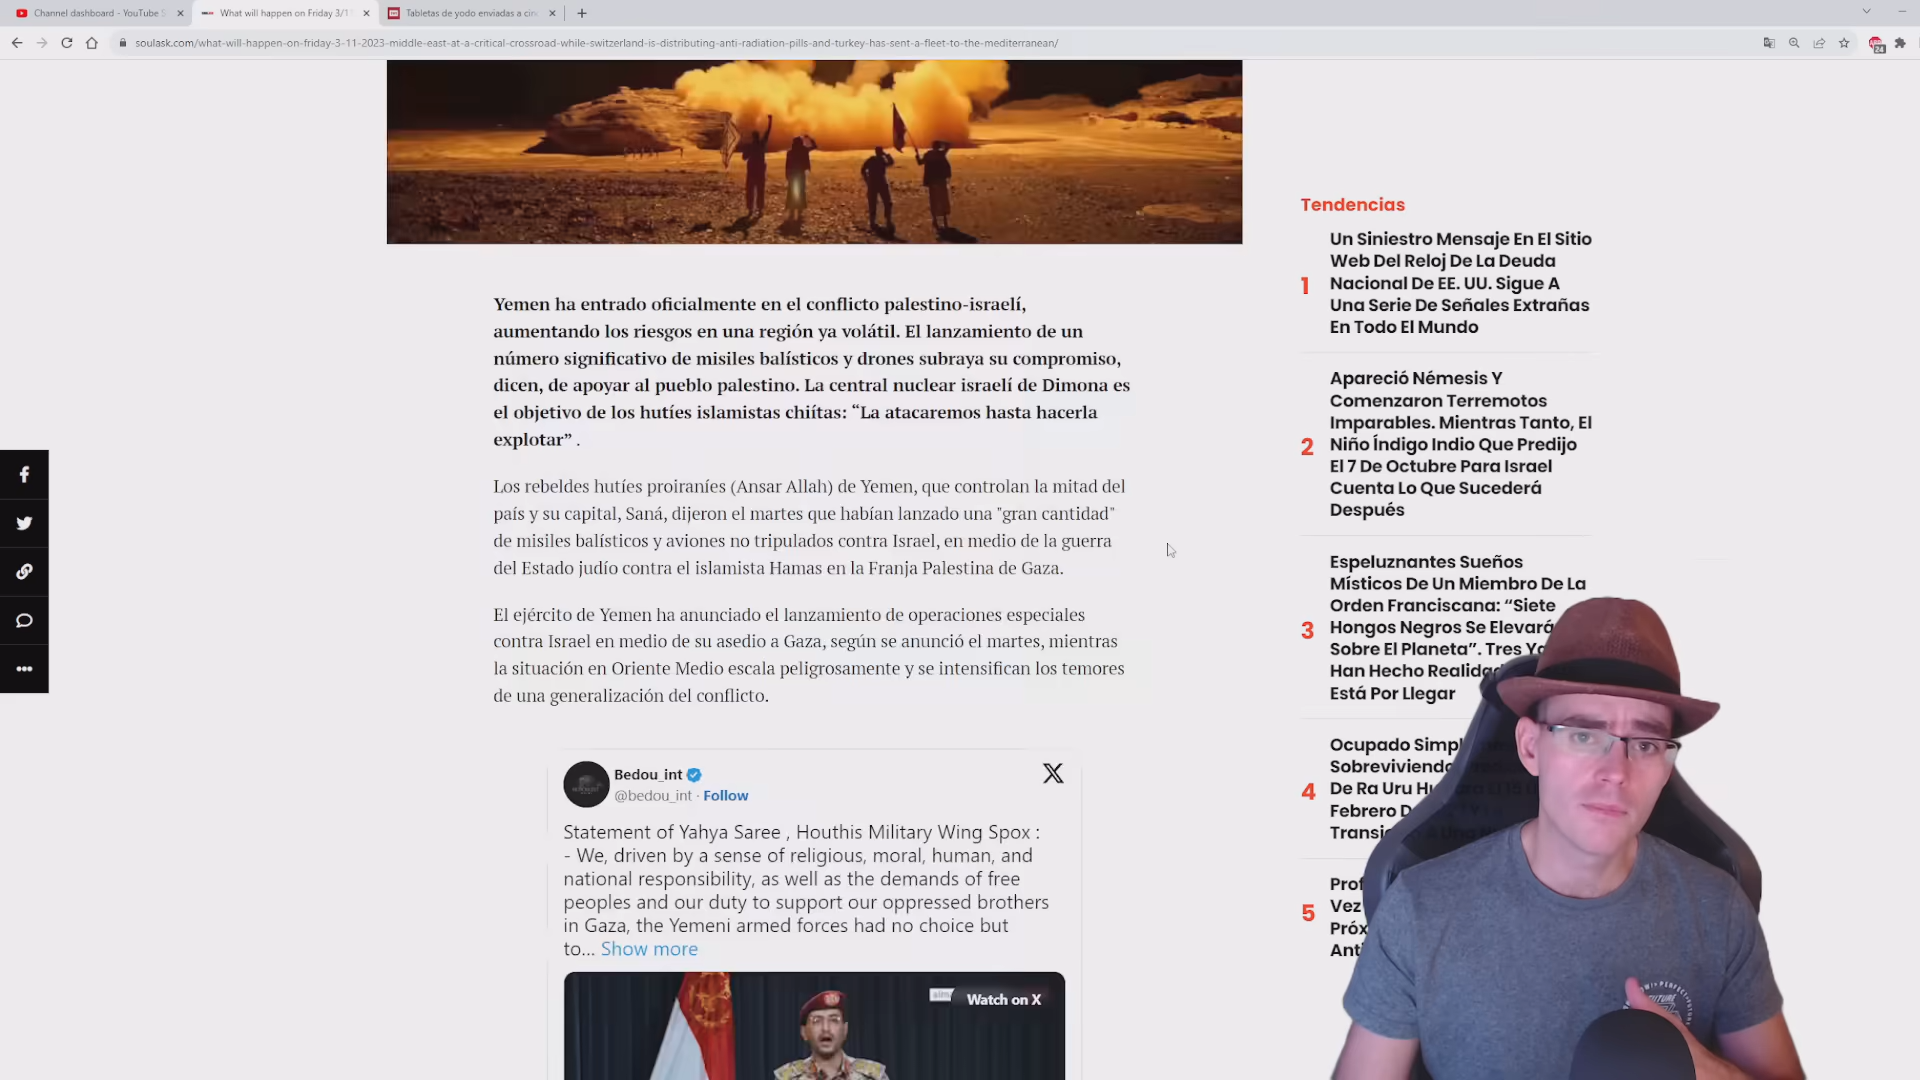 Channel dashboard - YouTube S
What will happen on Friday 3/1
Tabletas de yodo enviadas a cin
soulask.com/what-will-happen-on-friday-3-11-2023-middle-east-at-a-critical-crossroad-while-switzerland-is-distributing-anti-radiation-pills-and-turkey-has-sent-a-fleet-to-the-mediterranean/
24
Yemen ha entrado oficialmente en el conflicto palestino-israelí,
aumentando los riesgos en una región ya volátil. El lanzamiento de un
número significativo de misiles balísticos y drones subraya su compromiso,
dicen, de apoyar al pueblo palestino. La central nuclear israelí de Dimona es
el objetivo de los hutíes islamistas chiítas: “La atacaremos hasta hacerla
explotar” .
Los rebeldes hutíes proiraníes (Ansar Allah) de Yemen, que controlan la mitad del
país y su capital, Saná, dijeron el martes que habían lanzado una "gran cantidad"
de misiles balísticos y aviones no tripulados contra Israel, en medio de la guerra
del Estado judío contra el islamista Hamas en la Franja Palestina de Gaza.
El ejército de Yemen ha anunciado el lanzamiento de operaciones especiales
contra Israel en medio de su asedio a Gaza, según se anunció el martes, mientras
la situación en Oriente Medio escala peligrosamente y se intensifican los temores
de una generalización del conflicto.
Bedou_int
@bedou_int · Follow
Statement of Yahya Saree , Houthis Military Wing Spox :
- We, driven by a sense of religious, moral, human, and
national responsibility, as well as the demands of free
peoples and our duty to support our oppressed brothers
in Gaza, the Yemeni armed forces had no choice but
to... Show more
Watch on X
Tendencias
1
Un Siniestro Mensaje En El Sitio
Web Del Reloj De La Deuda
Nacional De EE. UU. Sigue A
Una Serie De Señales Extrañas
En Todo El Mundo
2
Apareció Némesis Y
Comenzaron Terremotos
Imparables. Mientras Tanto, El
Niño Índigo Indio Que Predijo
El 7 De Octubre Para Israel
Cuenta Lo Que Sucederá
Después
3
Espeluznantes Sueños
Místicos De Un Miembro De La
Orden Franciscana: “Siete
Hongos Negros Se Elevará
Sobre El Planeta”. Tres Y
Han Hecho Realida
Está Por Llegar
4
Ocupado Simpl
Sobreviviendo
De Ra Uru H
Febrero D
Transi
5
Prof
Vez
Próx
Anti